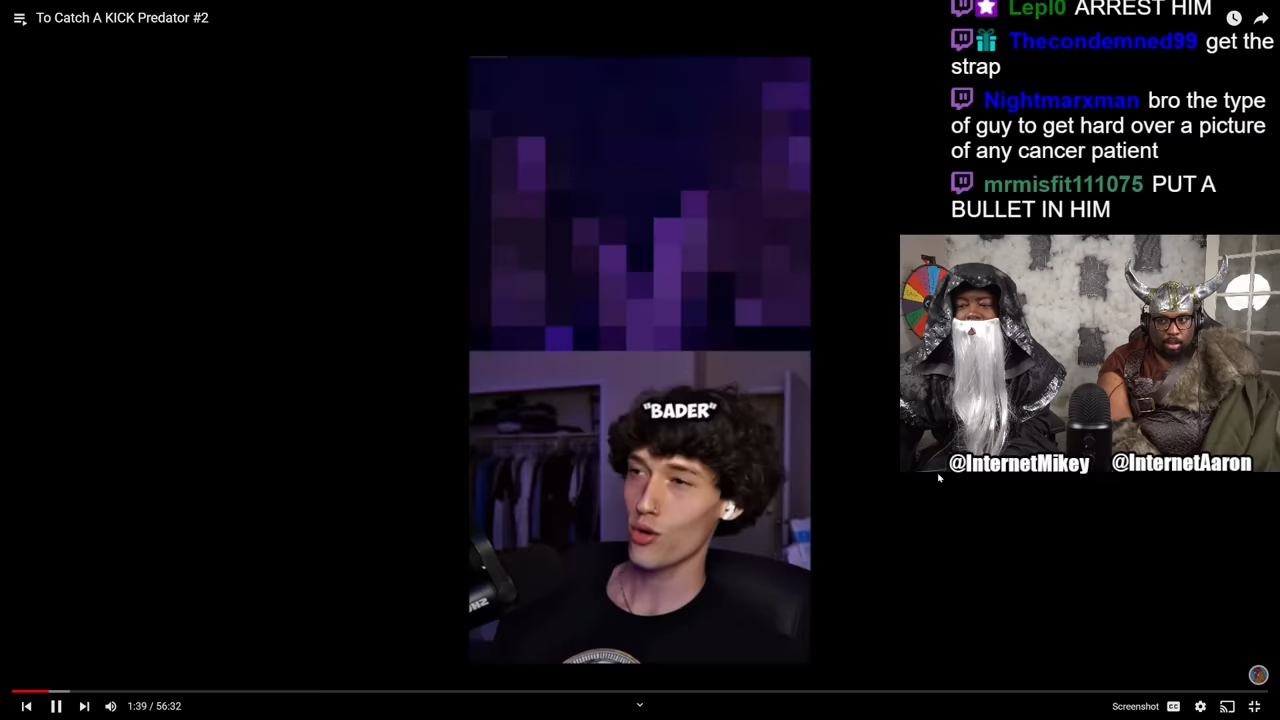 To Catch A KICK Predator #2
Lepl0 ARREST HIM
Thecondemned99 get the
strap
Nightmarxman bro the type
of guy to get hard over a picture
of any cancer patient
mrmisfit111075 PUT A
BULLET IN HIM
"BADER"
@InternetMikey @InternetAaron
1:39 / 56:32
Screenshot
CC